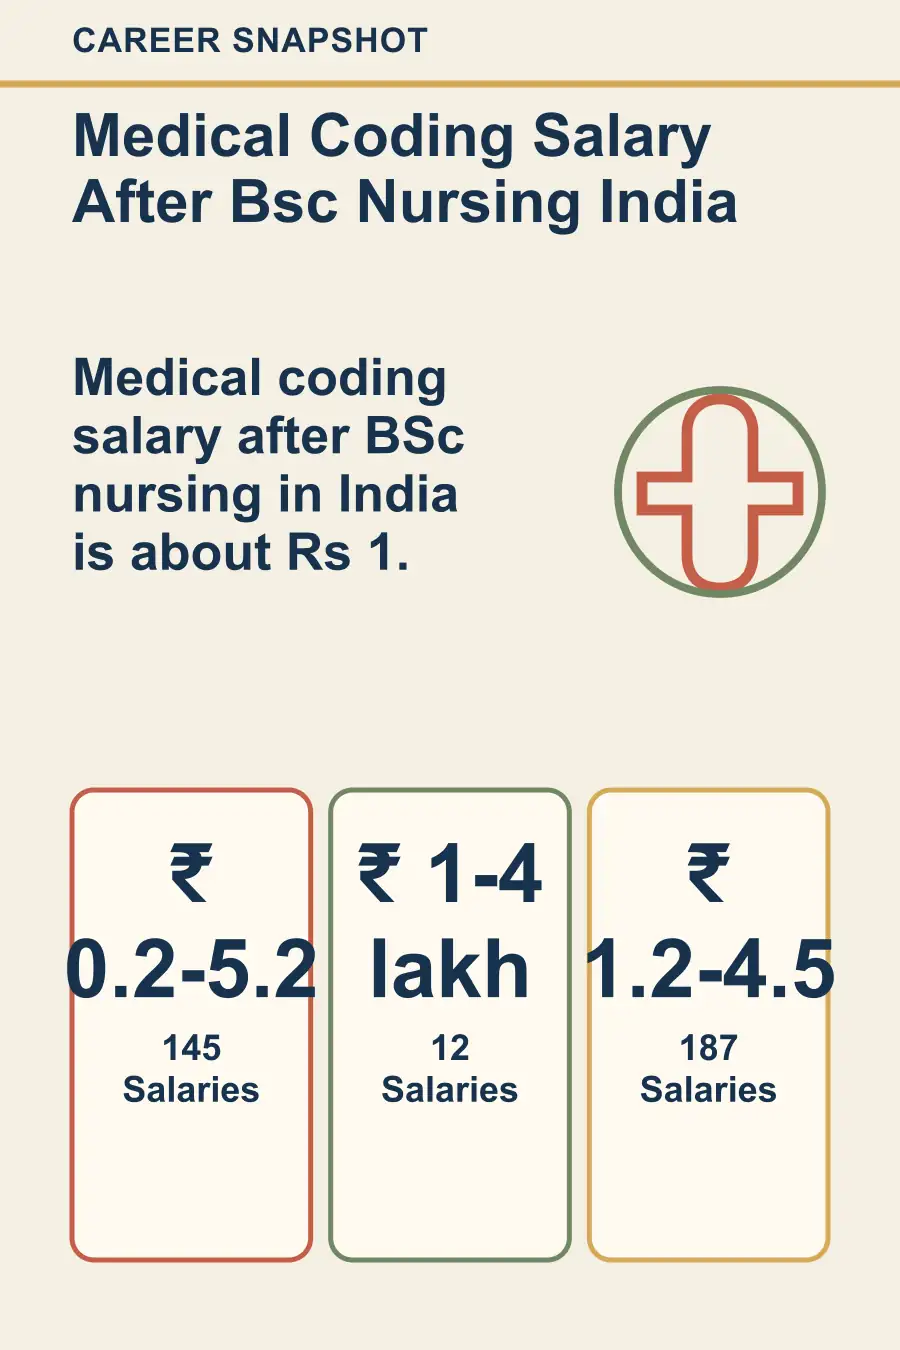 CAREER SNAPSHOT
Medical Coding Salary
After Bsc Nursing India
Medical coding
salary after BSc
nursing in India
is about Rs 1.
₹
0.2-5.2
145
Salaries
₹ 1-4
lakh
12
Salaries
₹
1.2-4.5
187
Salaries